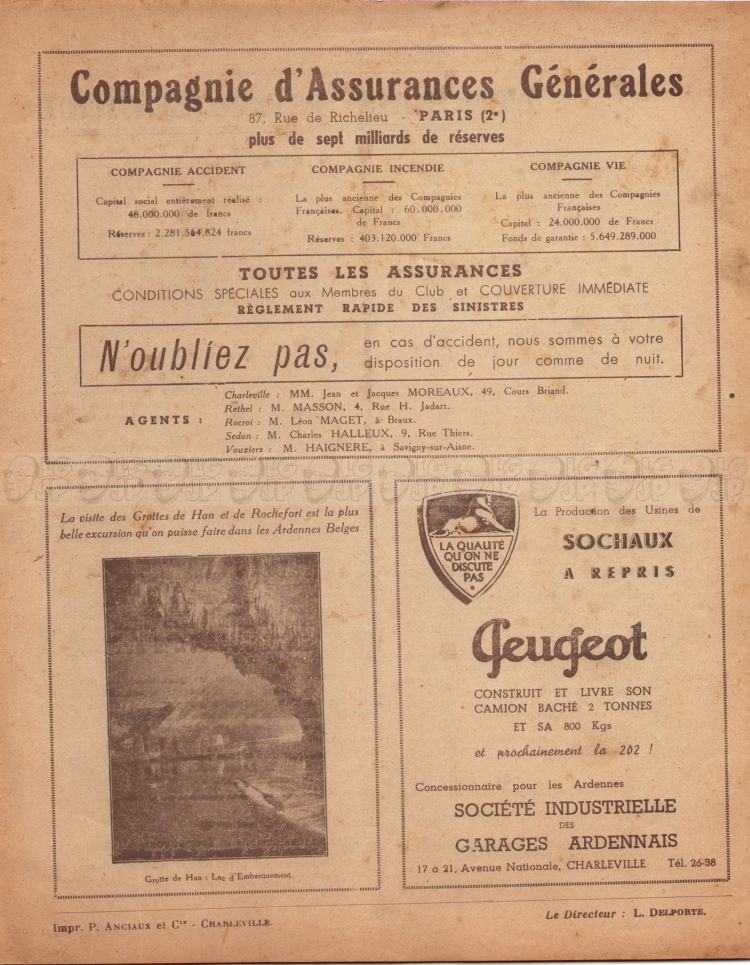 Compagnie d'Assurances Générales
87, Rue de Richelieu - PARIS (2e)
plus de sept milliards de réserves
COMPAGNIE ACCIDENT
Capital social entièrement réalisé :
48.000.000 de francs
Réserves : 2.281.564.824 francs
COMPAGNIE INCENDIE
La plus ancienne des Compagnies
Françaises. Capital : 60.000.000
de Francs
Réserves : 403.120.000 Francs
COMPAGNIE VIE
La plus ancienne des Compagnies
Françaises
Capital : 24.000.000 de Francs
Fonds de garantie : 5.649.289.000
TOUTES LES ASSURANCES
CONDITIONS SPÉCIALES aux Membres du Club et COUVERTURE IMMÉDIATE
RÈGLEMENT RAPIDE DES SINISTRES
N'oubliez pas,
en cas d'accident, nous sommes à votre
disposition de jour comme de nuit.
AGENTS :
Charleville : MM. Jean et Jacques MOREAUX, 49, Cours Briand.
Rethel : M. MASSON, 4, Rue H. Jadart.
Rocroi : M. Léon MAGET, à Braux.
Sedan : M. Charles HALLEUX, 9, Rue Thiers.
Vouziers : M. HAIGNERE, à Savigny-sur-Aisne.
La visite des Grottes de Han et de Rochefort est la plus
belle excursion qu'on puisse faire dans les Ardennes Belges
Grotte de Han : Lac d'Embarquement.
LA QUALITÉ
QU'ON NE
DISCUTE
PAS
La Production des Usines de
SOCHAUX
A REPRIS
Peugeot
CONSTRUIT ET LIVRE SON
CAMION BACHÉ 2 TONNES
ET SA 800 Kgs
et prochainement la 202 !
Concessionnaire pour les Ardennes
SOCIÉTÉ INDUSTRIELLE
DES
GARAGES ARDENNAIS
17 à 21, Avenue Nationale, CHARLEVILLE Tél. 26-38
Impr. P. ANCIAUX et Cie - CHARLEVILLE.
Le Directeur : L. DELPORTE.